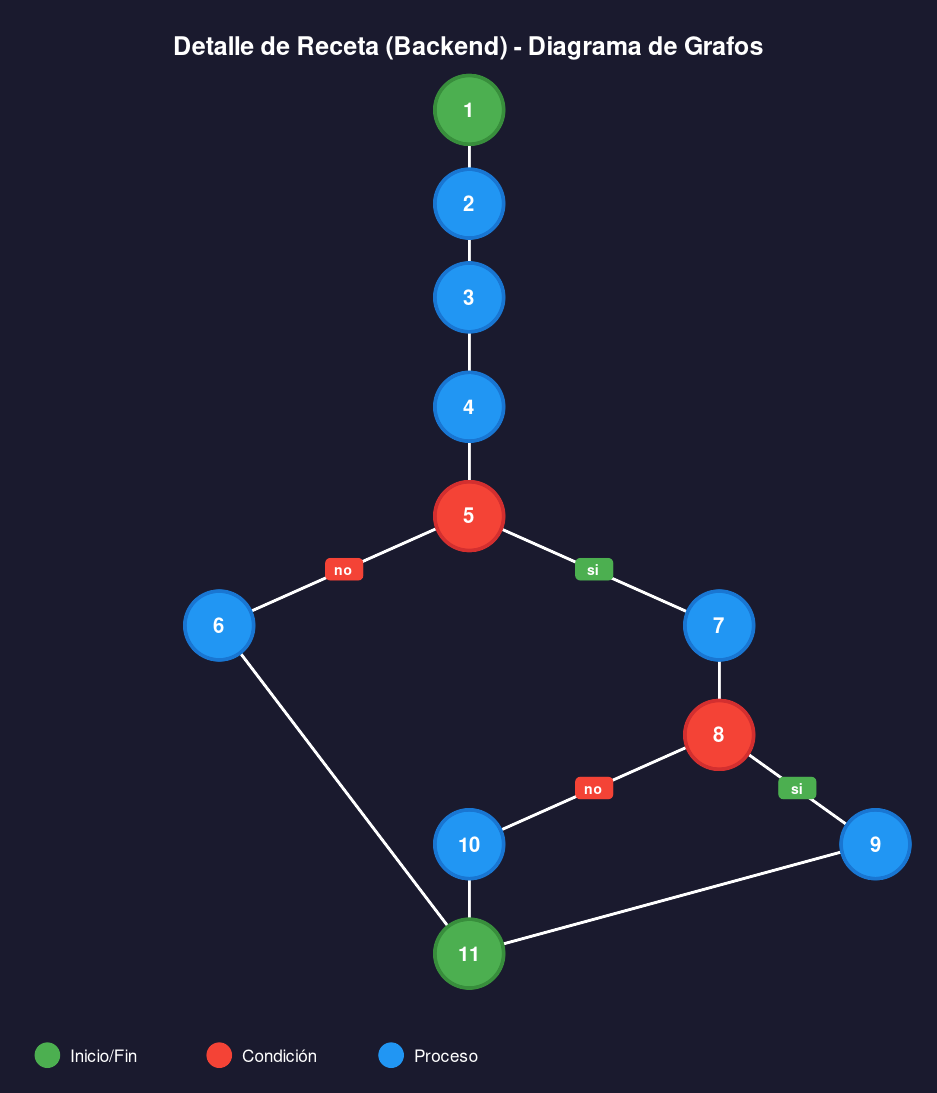 Detalle de Receta (Backend) - Diagrama de Grafos
1
2
3
4
5
no
si
6
7
8
no
si
10
9
11
Inicio/Fin
Condición
Proceso